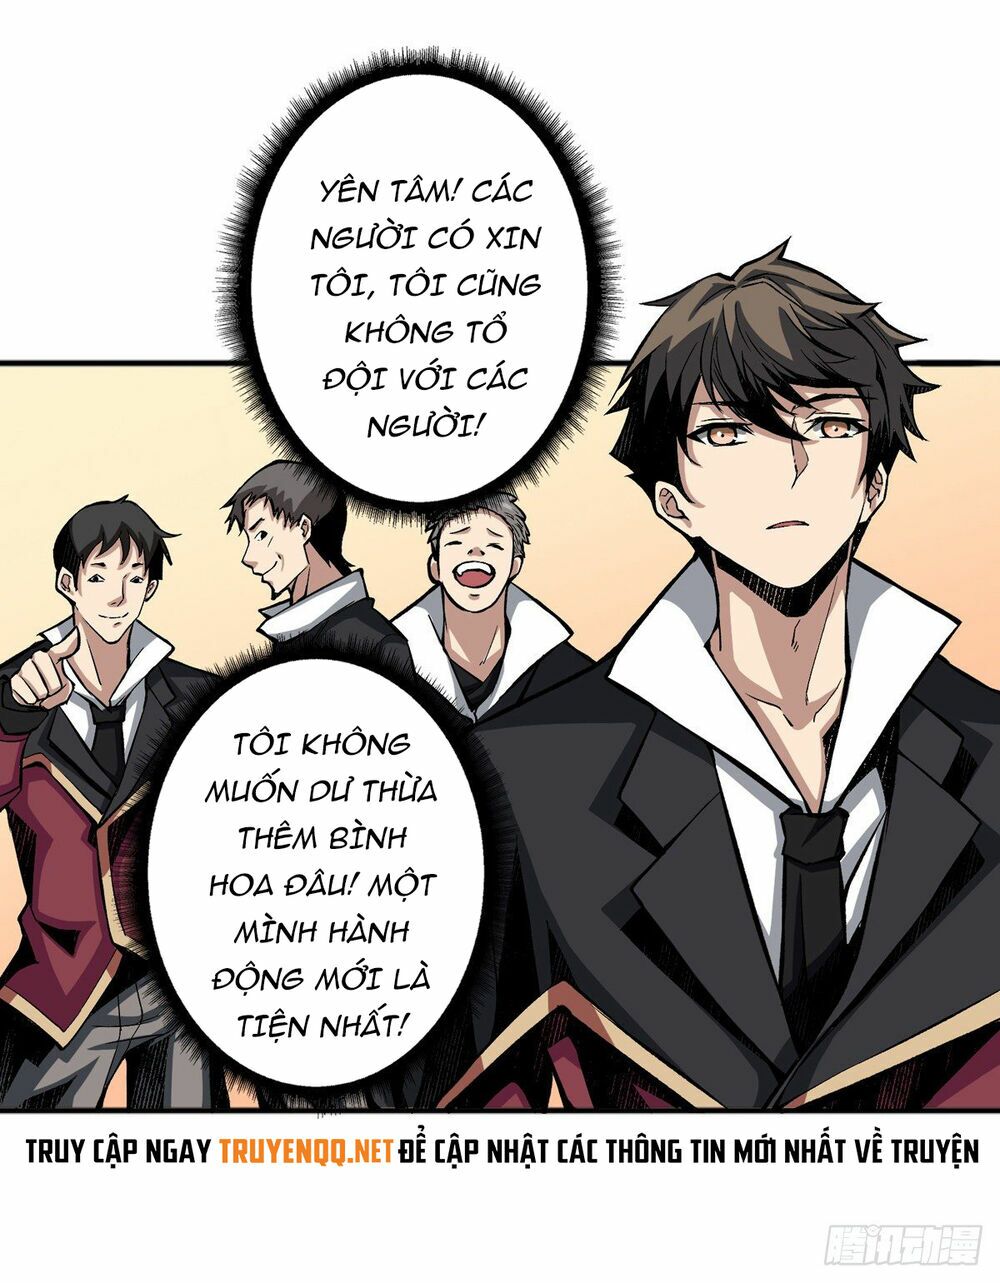 YÊN TÂM! CÁC
NGƯỜI CÓ XIN
TÔI, TÔI CŨNG
KHÔNG TỔ
ĐỘI VỚI CÁC
NGƯỜI!
TÔI KHÔNG
MUỐN DƯ THỪA
THÊM BÌNH
HOA ĐÂU! MỘT
MÌNH HÀNH
ĐỘNG MỚI LÀ
TIỆN NHẤT!
TRUY CẬP NGAY TRUYENQQ.NET ĐỂ CẬP NHẬT CÁC THÔNG TIN MỚI NHẤT VỀ TRUYỆN
腾讯动漫